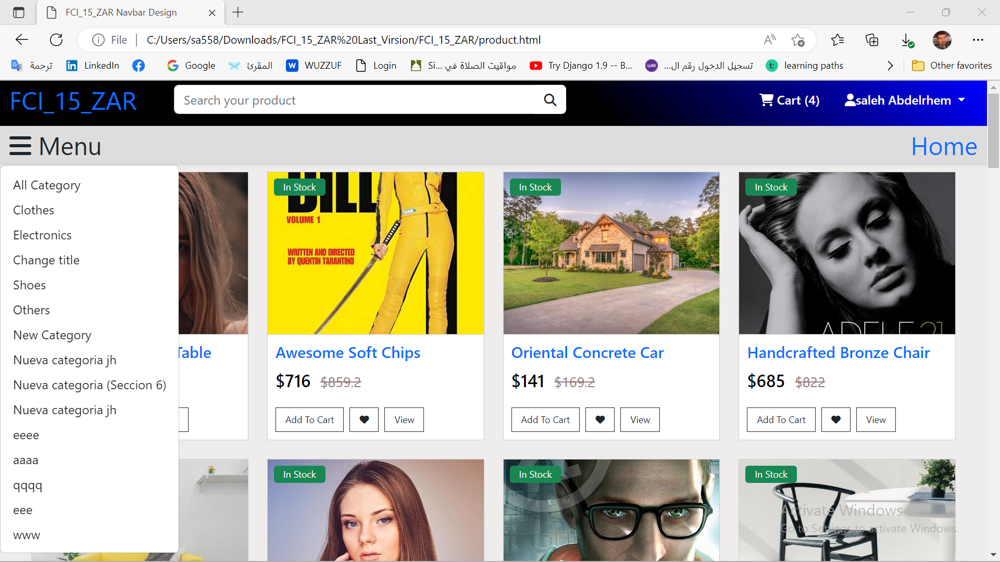 FCI_15_ZAR Navbar Design
File
C:/Users/sa558/Downloads/FCI_15_ZAR%20Last_Virsion/FCI_15_ZAR/product.html
ترجمة
LinkedIn
Google
المقرئ
WUZZUF
Login
مواقيت الصلاة في Si...
Try Django 1.9 -- B...
تسجيل الدخول رقم ال...
learning paths
Other favorites
FCI_15_ZAR
Search your product
Cart (4)
saleh Abdelrhem
Menu
Home
All Category
Clothes
Electronics
Change title
Shoes
Others
New Category
Nueva categoria jh
Nueva categoria (Seccion 6)
Nueva categoria jh
eeee
aaaa
qqqq
eee
www
Table
In Stock
BILL
VOLUME 1
WRITTEN AND DIRECTED
BY QUENTIN TARANTINO
Awesome Soft Chips
$716 $859.2
Add To Cart
View
In Stock
Oriental Concrete Car
$141 $169.2
Add To Cart
View
In Stock
ADELE 21
Handcrafted Bronze Chair
$685 $822
Add To Cart
View
In Stock
In Stock
In Stock
Activate Windows
Go to Settings to activate Windows.